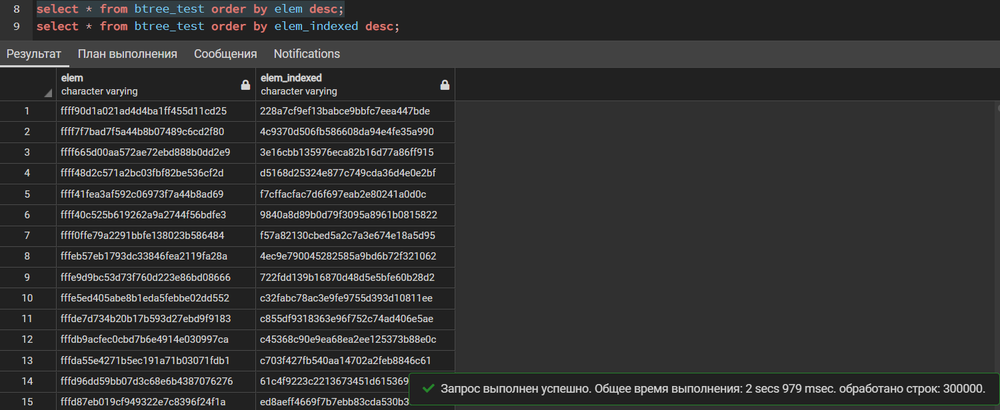 8 select * from btree_test order by elem desc;
9 select * from btree_test order by elem_indexed desc;
Результат План выполнения Сообщения Notifications
elem elem_indexed
character varying character varying
1 ffff90d1a021ad4d4ba1ff455d11cd25 228a7cf9ef13babce9bbfc7eea447bde
2 ffff7f7bad7f5a44b8b07489c6cd2f80 4c9370d506fb586608da94e4fe35a990
3 ffff665d00aa572ae72ebd888b0dd2e9 3e16cbb135976eca82b16d77a86ff915
4 ffff48d2c571a2bc03fbf82be536cf2d d5168d25324e877c749cda36d4e0e2bf
5 ffff41fea3af592c06973f7a44b8ad69 f7cffacfac7d6f697eab2e80241a0d0c
6 ffff40c525b619262a9a2744f56bdfe3 9840a8d89b0d79f3095a8961b0815822
7 ffff0ffe79a2291bbfe138023b586484 f57a82130cbed5a2c7a3e674e18a5d95
8 fffeb57eb1793dc33846fea2119fa28a 4ec9e790045282585a9bd6b72f321062
9 fffe9d9bc53d73f760d223e86bd08666 722fdd139b16870d48d5e5bfe60b28d2
10 fffe5ed405abe8b1eda5febbe02dd552 c32fabc78ac3e9fe9755d393d10811ee
11 fffde7d734b20b17b593d27ebd9f9183 c855df9318363e96f752c74ad406e5ae
12 fffdb9acfec0cbd7b6e4914e030997ca c45368c90e9ea68ea2ee125373b88e0c
13 fffda55e4271b5ec191a71b03071fdb1 c703f427fb540aa14702a2feb8846c61
14 fffd96dd59bb07d3c68e6b4387076276 61c4f9223c2213673451d615369
Запрос выполнен успешно. Общее время выполнения: 2 secs 979 msec. обработано строк: 300000.
15 fffd87eb019cf949322e7c8396f24f1a ed8aeff4669f7b7ebb83cda530b3